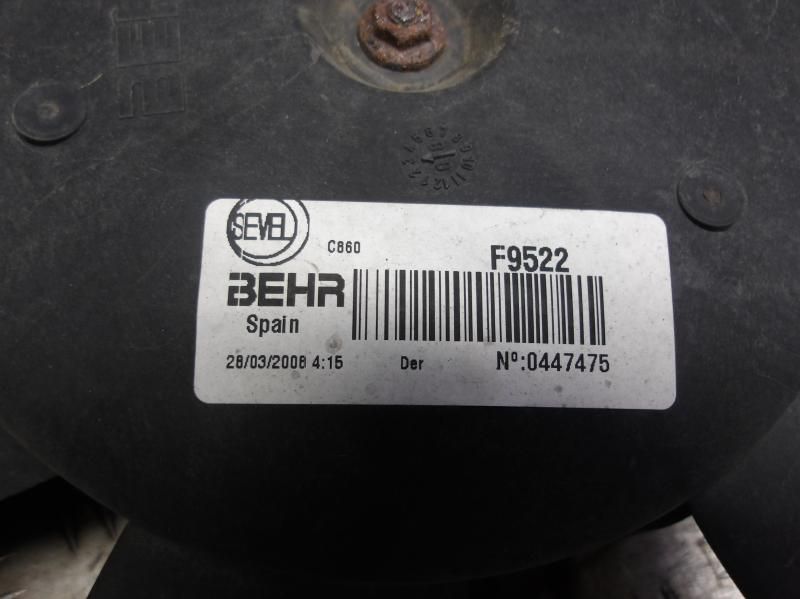 SEVEL
C860
F9522
BEHR
Spain
28/03/2008 4:15
Der
Nº:0447475